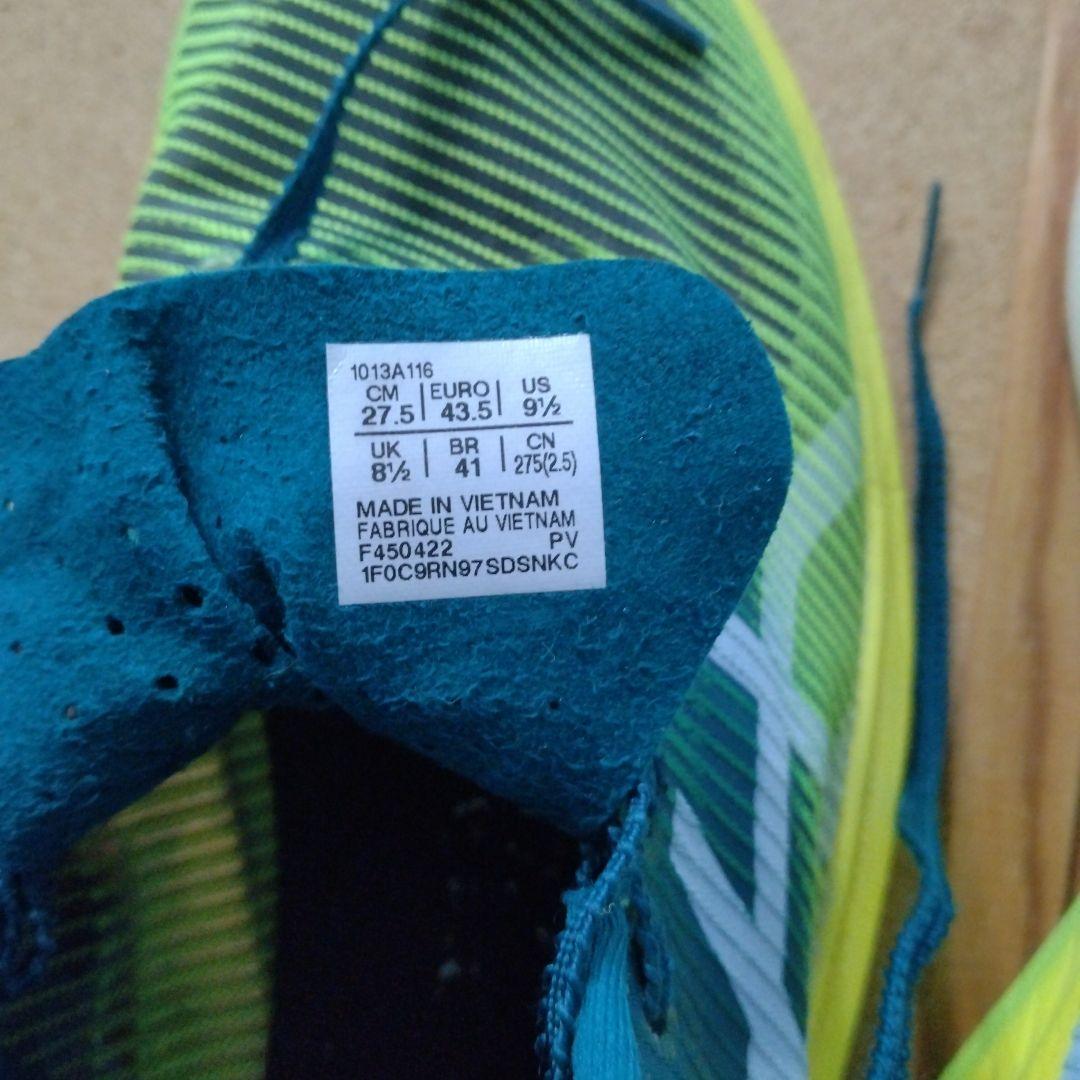 1013A116
CM | EURO | US
27.5 | 43.5 | 9½
UK | BR | CN
8½ | 41 | 275(2.5)
MADE IN VIETNAM
FABRIQUE AU VIETNAM
F450422 PV
1F0C9RN97SDSNKC